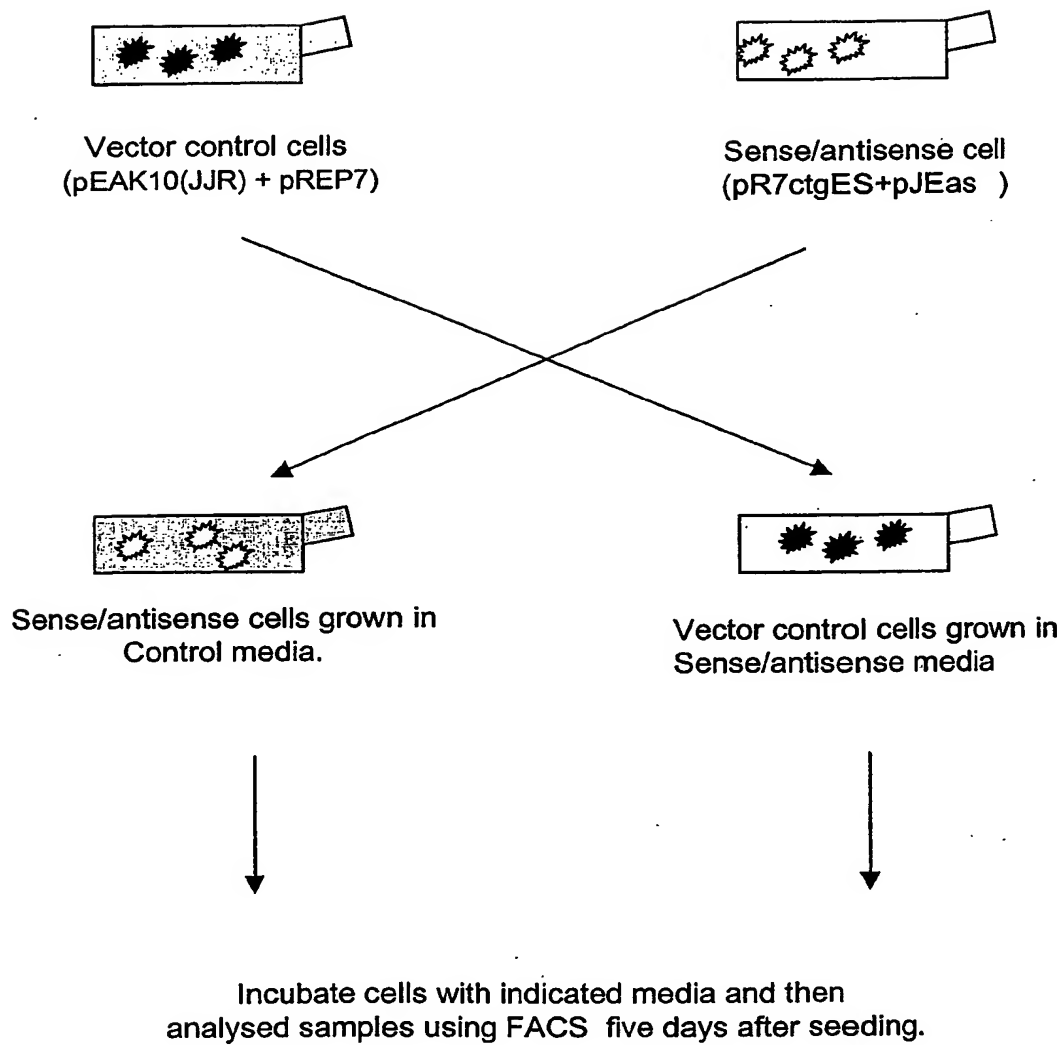 Vector control cells
(pEAK10(JJR) + pREP7)
Sense/antisense cell
(pR7ctgES+pJEas )
Sense/antisense cells grown in
Control media.
Vector control cells grown in
Sense/antisense media
Incubate cells with indicated media and then
analysed samples using FACS five days after seeding.